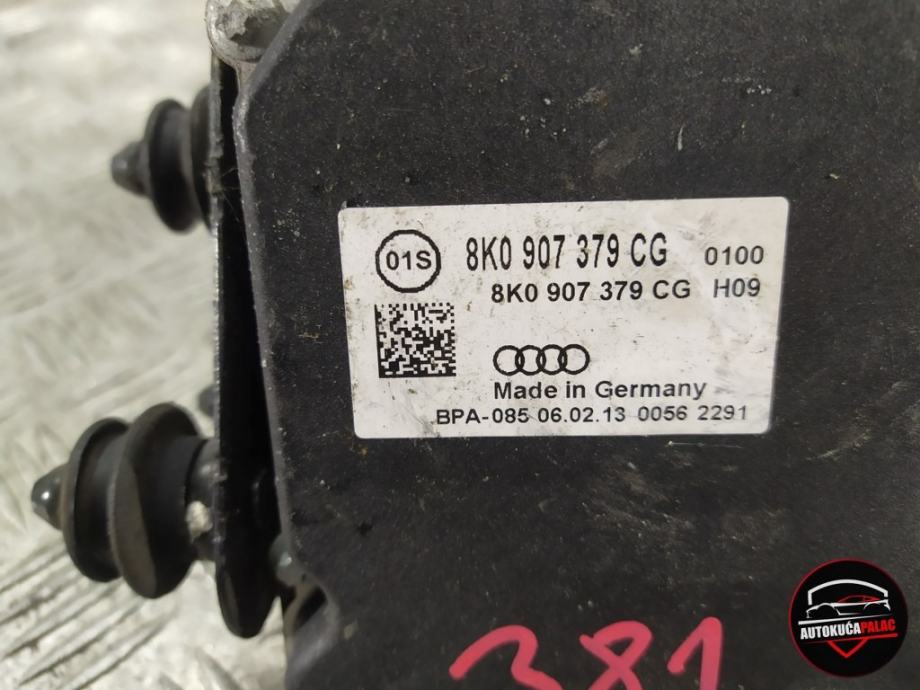 01S
8K0 907 379 CG 0100
8K0 907 379 CG H09
Made in Germany
BPA-085 06.02.13 0056 2291
381
AUTOKUĆAPALAC